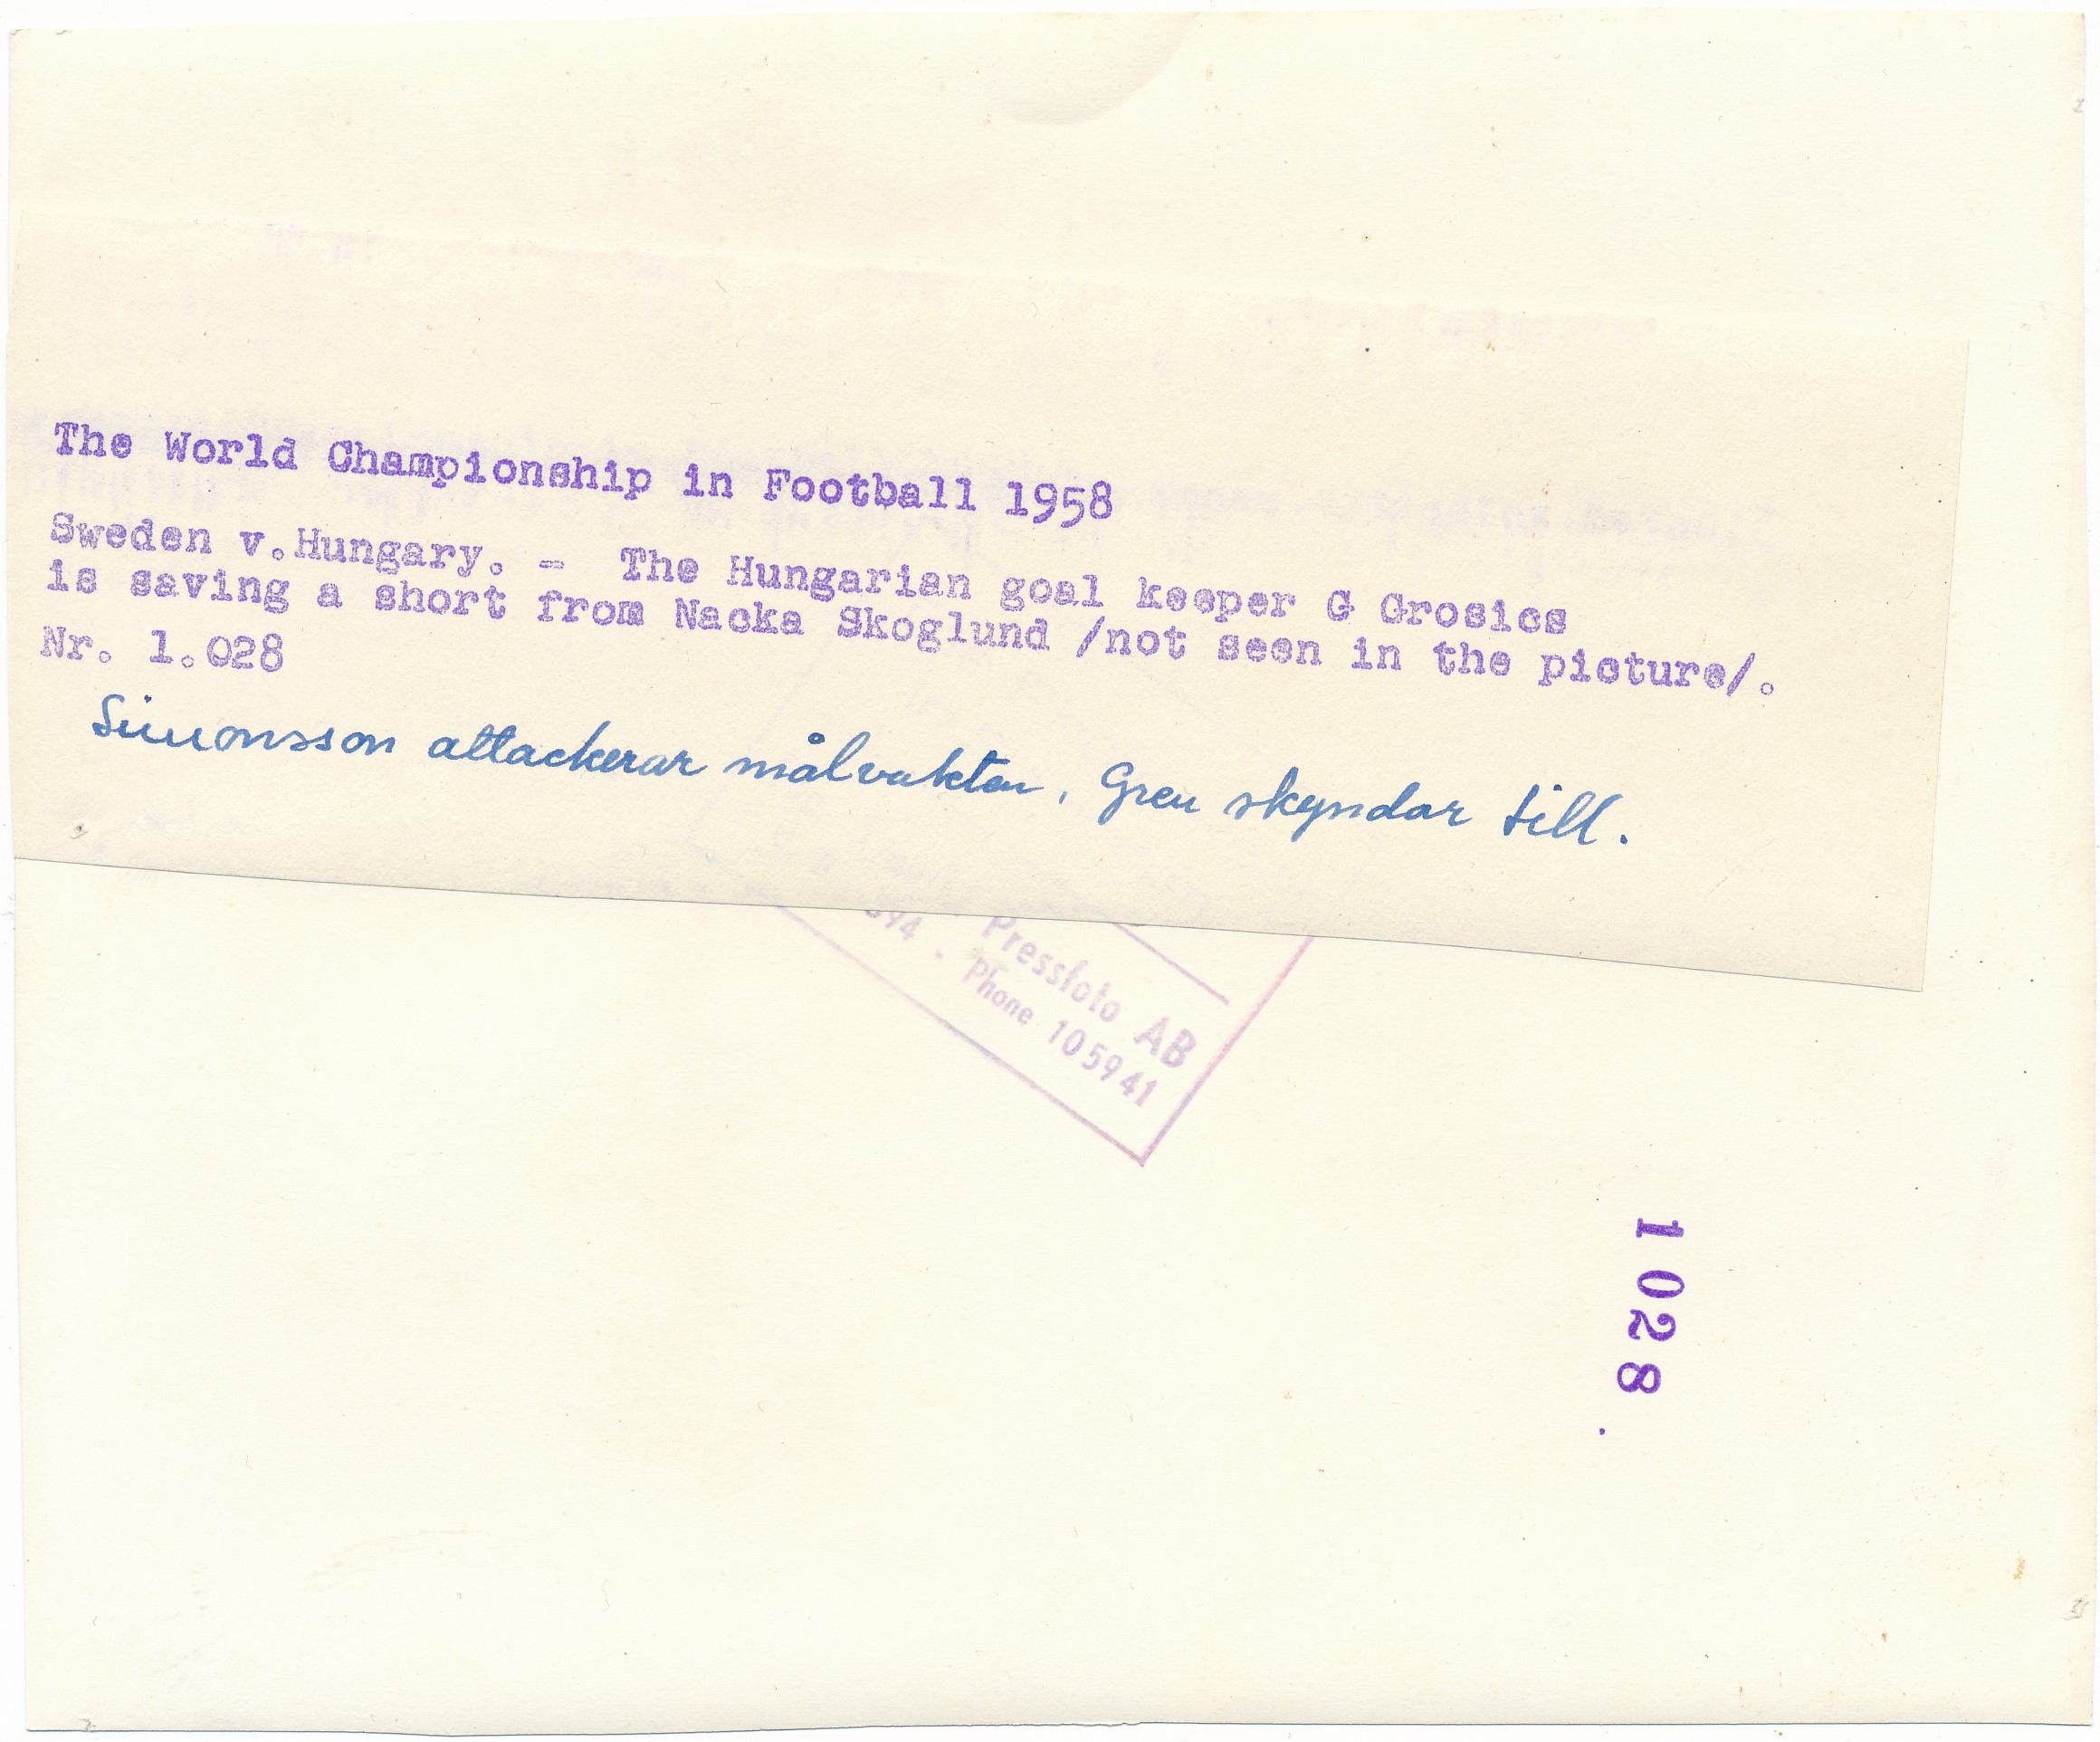 The World Championship in Football 1958
Sweden v.Hungary. - The Hungarian goal keeper G Grosics
is saving a short from Nacka Skoglund /not seen in the picture/.
Nr. 1.028
Simonsson attackerar målvakten, Gren skyndar till.
Pressfoto AB
894 - Phone 105941
1028.